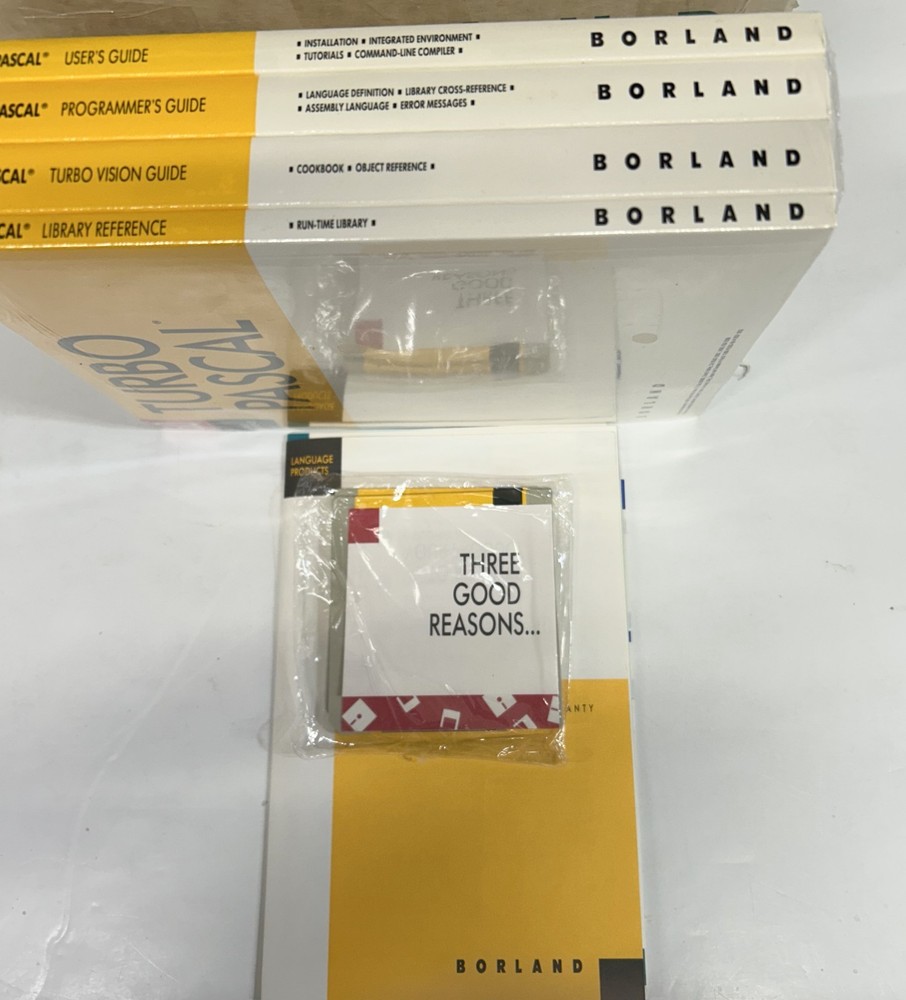 PASCAL® USER'S GUIDE
▪ INSTALLATION ▪ INTEGRATED ENVIRONMENT ▪
▪ TUTORIALS ▪ COMMAND-LINE COMPILER ▪
BORLAND
PASCAL® PROGRAMMER'S GUIDE
▪ LANGUAGE DEFINITION ▪ LIBRARY CROSS-REFERENCE ▪
▪ ASSEMBLY LANGUAGE ▪ ERROR MESSAGES ▪
BORLAND
CAL® TURBO VISION GUIDE
▪ COOKBOOK ▪ OBJECT REFERENCE ▪
BORLAND
CAL® LIBRARY REFERENCE
▪ RUN-TIME LIBRARY ▪
BORLAND
TURBO
PASCAL®
LANGUAGE
PRODUCTS
THREE
GOOD
REASONS...
ANTY
BORLAND